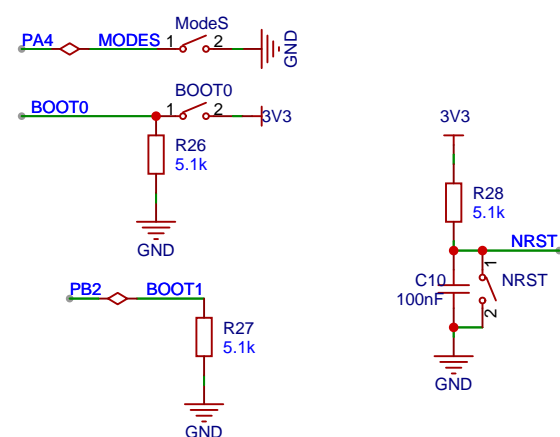 ModeS
PA4 MODES 1 2 GND
BOOT0
BOOT0 1 2 3V3
R26
5.1k
GND
PB2 BOOT1
R27
5.1k
GND
3V3
R28
5.1k
NRST
C10
100nF
1 NRST
2
GND